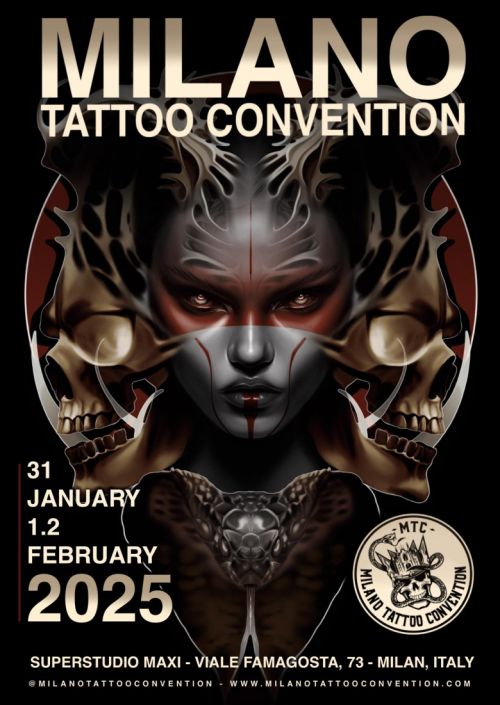 MILANO
TATTOO CONVENTION
31
JANUARY
1.2
FEBRUARY
2025
- MTC -
MILANO TATTOO CONVENTION
SUPERSTUDIO MAXI - VIALE FAMAGOSTA, 73 - MILAN, ITALY
@MILANOTATTOOCONVENTION - WWW.MILANOTATTOOCONVENTION.COM